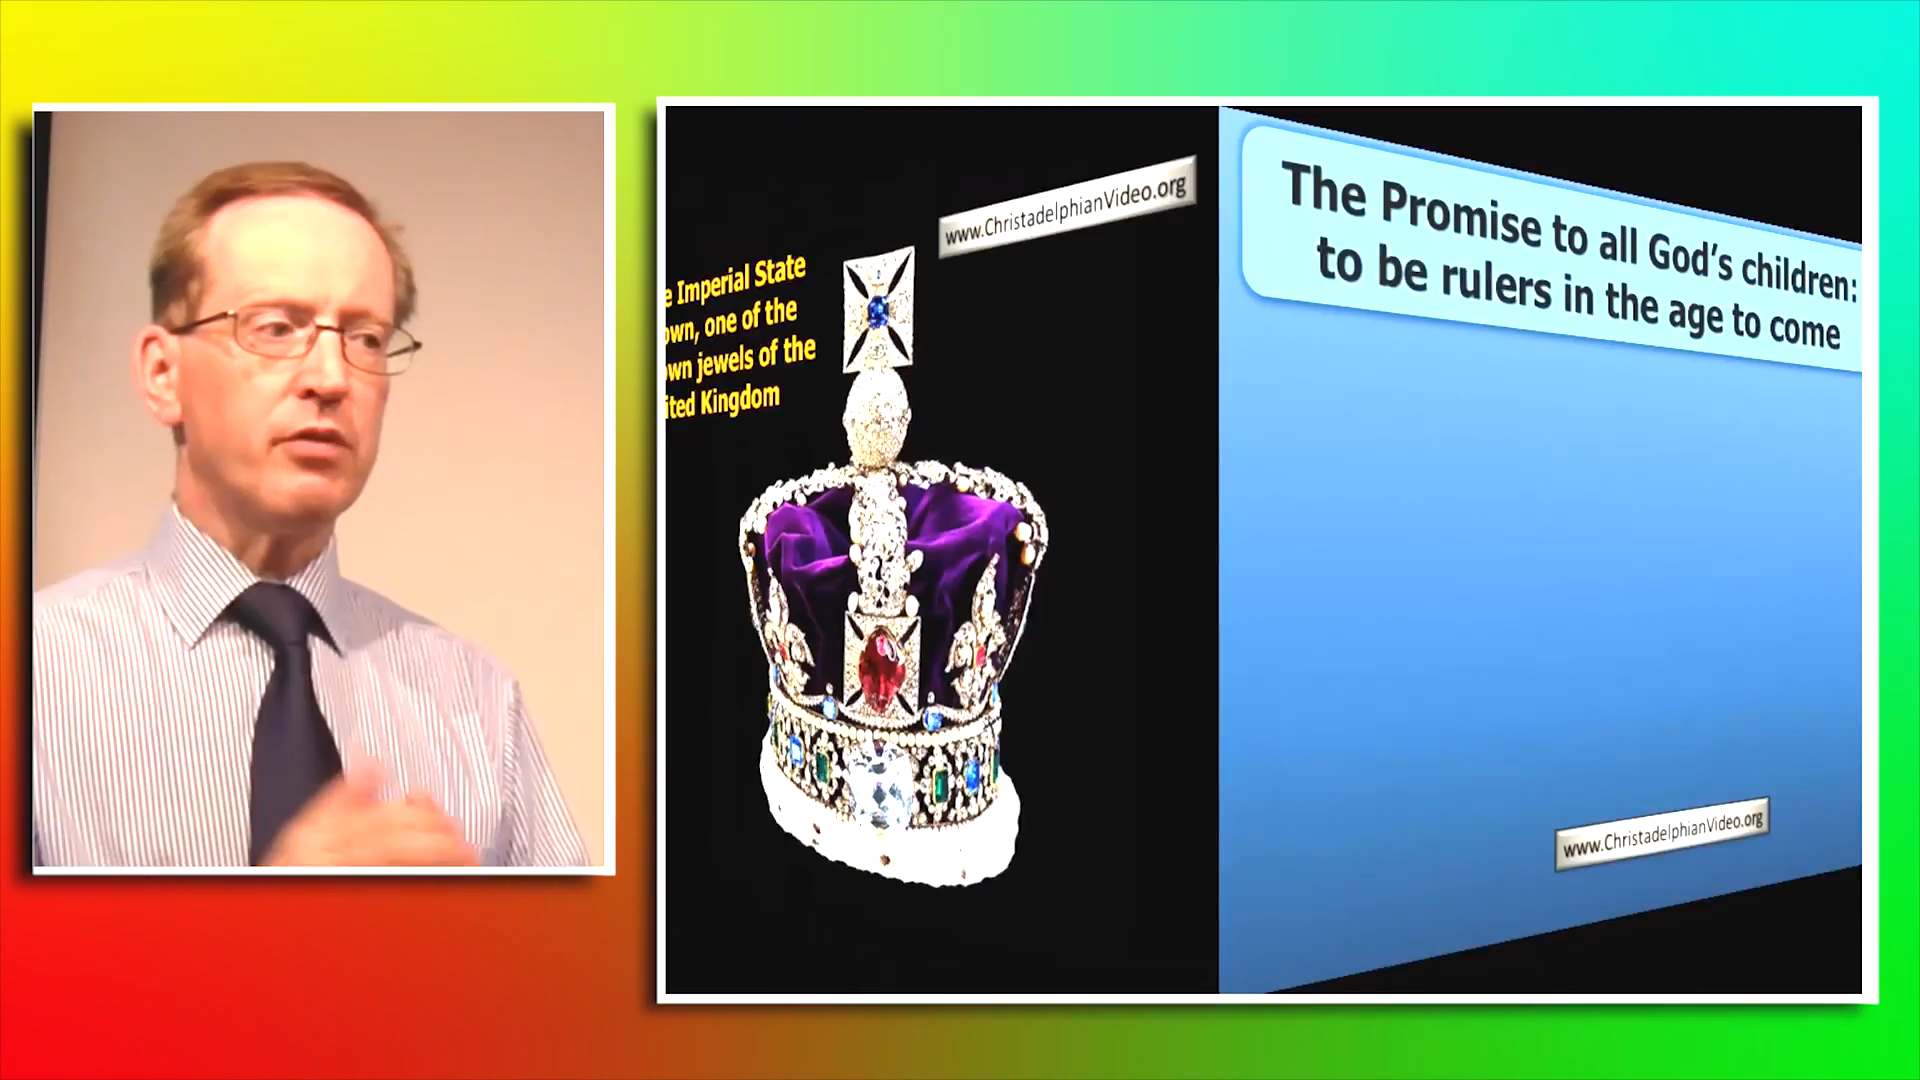 www.ChristadelphianVideo.org
e Imperial State
own, one of the
own jewels of the
ited Kingdom
The Promise to all God's children:
to be rulers in the age to come
www.ChristadelphianVideo.org